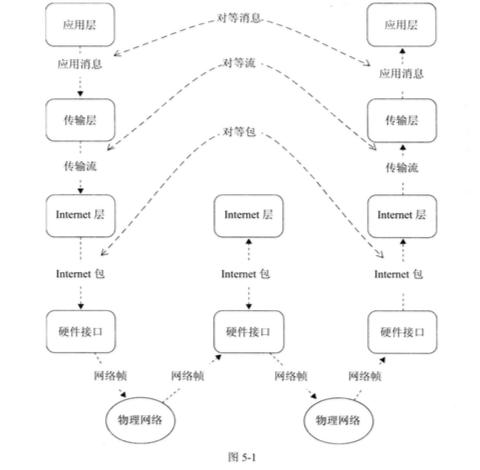 应用层
对等消息
应用层
应用消息
对等流
应用消息
传输层
传输层
对等包
传输流
传输流
Internet 层
Internet 层
Internet 层
Internet 包
Internet 包
Internet 包
硬件接口
硬件接口
硬件接口
网络帧
网络帧
网络帧
网络帧
物理网络
物理网络
图 5-1